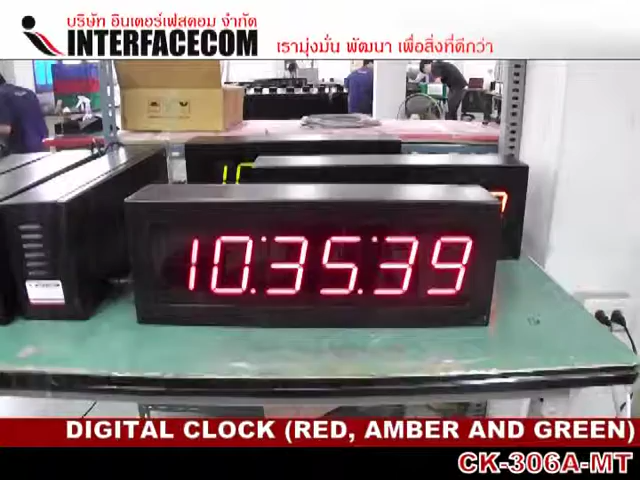 บริษัท อินเตอร์เฟสคอม จำกัด
INTERFACECOM
เรามุ่งมั่น พัฒนา เพื่อสิ่งที่ดีกว่า
10:35:39
DIGITAL CLOCK (RED, AMBER AND GREEN)
CK-306A-MT